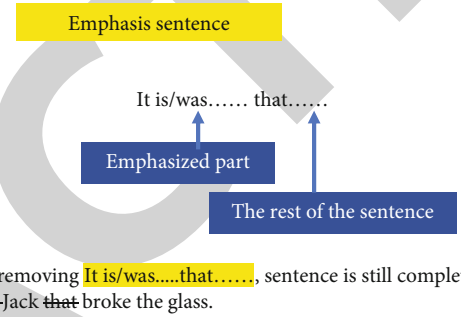 Emphasis sentence
It is/was…… that……
Emphasized part
The rest of the sentence
removing It is/was.....that……, sentence is still complet
Jack that broke the glass.